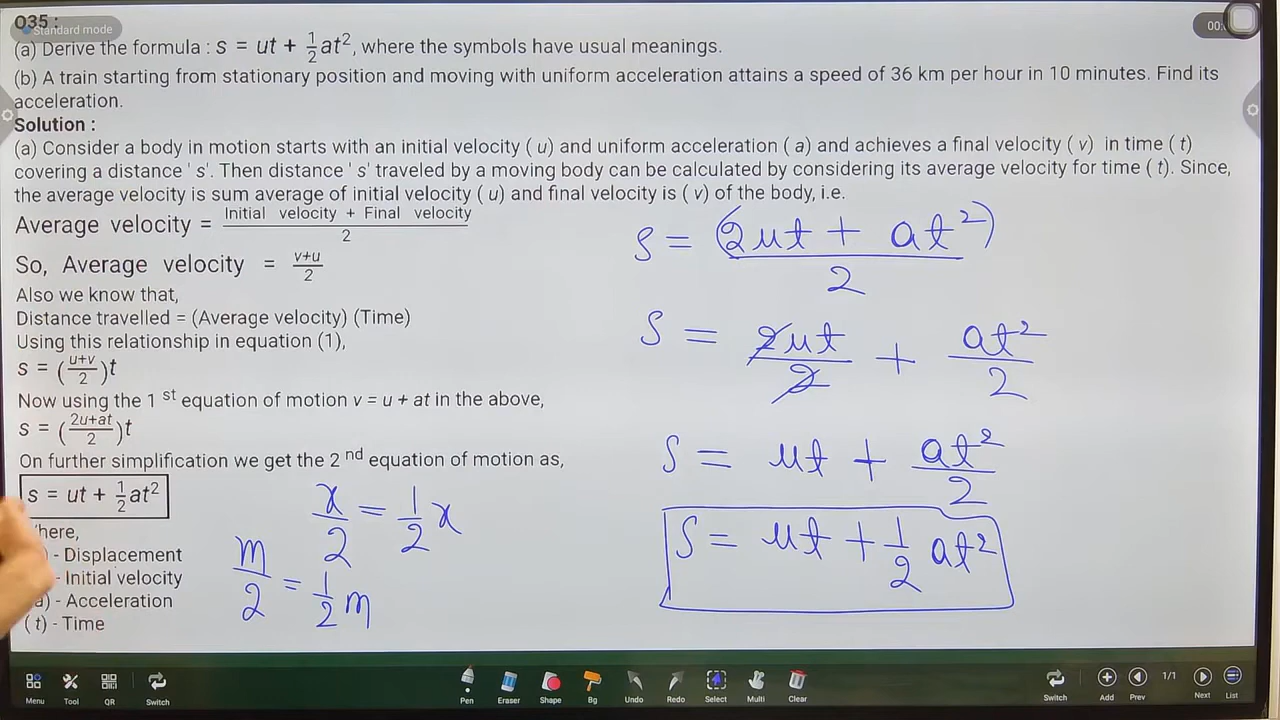 Q35 :
Standard mode
00:
(a) Derive the formula : s = ut + 1/2 at², where the symbols have usual meanings.
(b) A train starting from stationary position and moving with uniform acceleration attains a speed of 36 km per hour in 10 minutes. Find its
acceleration.
Solution :
(a) Consider a body in motion starts with an initial velocity ( u) and uniform acceleration ( a) and achieves a final velocity ( v) in time ( t)
covering a distance ' s'. Then distance ' s' traveled by a moving body can be calculated by considering its average velocity for time ( t). Since,
the average velocity is sum average of initial velocity ( u) and final velocity is ( v) of the body, i.e.
Average velocity = Initial velocity + Final velocity / 2
So, Average velocity = v+u / 2
Also we know that,
Distance travelled = (Average velocity) (Time)
Using this relationship in equation (1),
s = (u+v / 2)t
Now using the 1 st equation of motion v = u + at in the above,
s = (2u+at / 2)t
On further simplification we get the 2 nd equation of motion as,
s = ut + 1/2 at²
here,
) - Displacement
- Initial velocity
a) - Acceleration
( t) - Time
x/2 = 1/2 x
m/2 = 1/2 m
S = (2ut + at²) / 2
S = 2ut/2 + at²/2
S = ut + at²/2
S = ut + 1/2 at²
Menu Tool QR Switch Pen Eraser Shape Bg Undo Redo Select Multi Clear Switch Add Prev 1/1 Next List